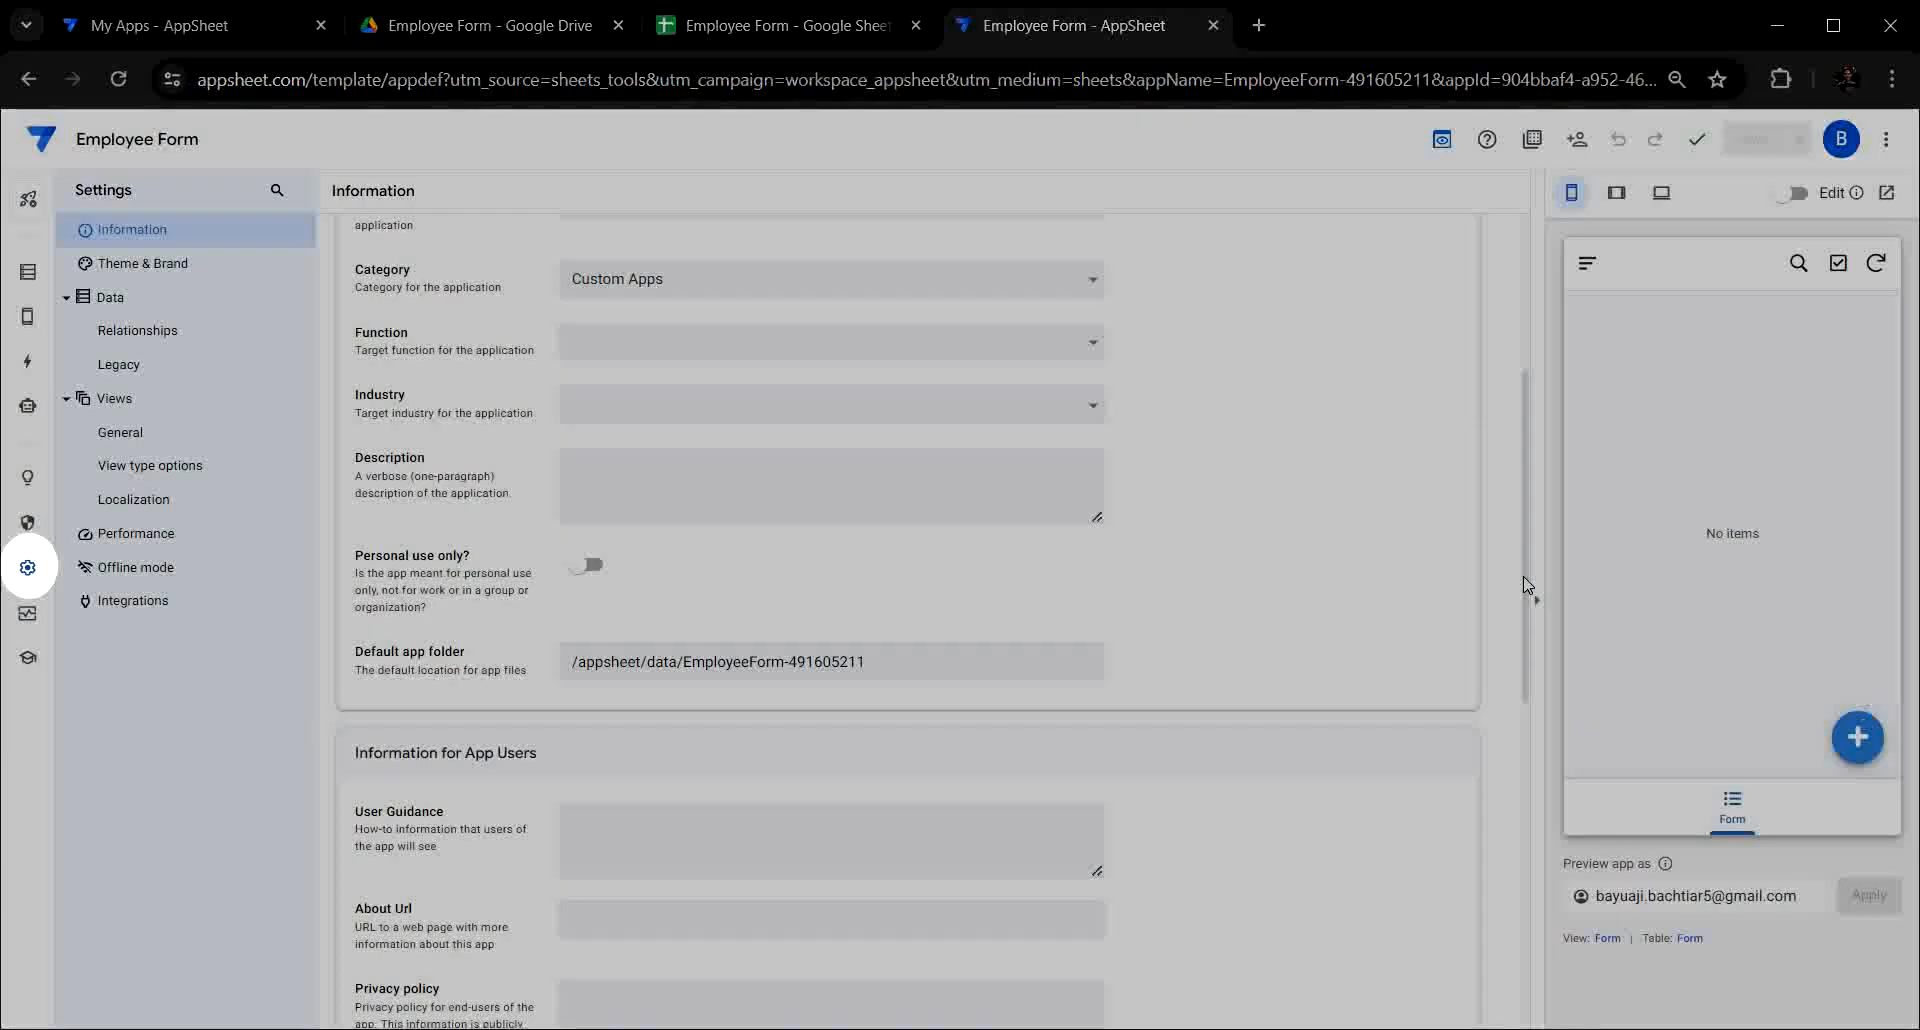 My Apps - AppSheet
Employee Form - Google Drive
Employee Form - Google Sheet
Employee Form - AppSheet
appsheet.com/template/appdef?utm_source=sheets_tools&utm_campaign=workspace_appsheet&utm_medium=sheets&appName=EmployeeForm-491605211&appId=904bbaf4-a952-46...
Employee Form
B
Settings
Information
Edit
Information
Theme & Brand
Data
Relationships
Legacy
Views
General
View type options
Localization
Performance
Offline mode
Integrations
application
Category
Category for the application
Custom Apps
Function
Target function for the application
Industry
Target industry for the application
Description
A verbose (one-paragraph)
description of the application.
Personal use only?
Is the app meant for personal use
only, not for work or in a group or
organization?
Default app folder
The default location for app files
/appsheet/data/EmployeeForm-491605211
Information for App Users
User Guidance
How-to information that users of
the app will see
About Url
URL to a web page with more
information about this app
Privacy policy
Privacy policy for end-users of the
app. This information is publicly
No items
Form
Preview app as
bayuaji.bachtiar5@gmail.com
Apply
View: Form | Table: Form